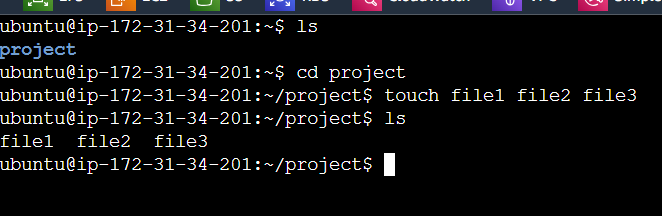 ubuntu@ip-172-31-34-201:~$ ls
project
ubuntu@ip-172-31-34-201:~$ cd project
ubuntu@ip-172-31-34-201:~/project$ touch file1 file2 file3
ubuntu@ip-172-31-34-201:~/project$ ls
file1  file2  file3
ubuntu@ip-172-31-34-201:~/project$